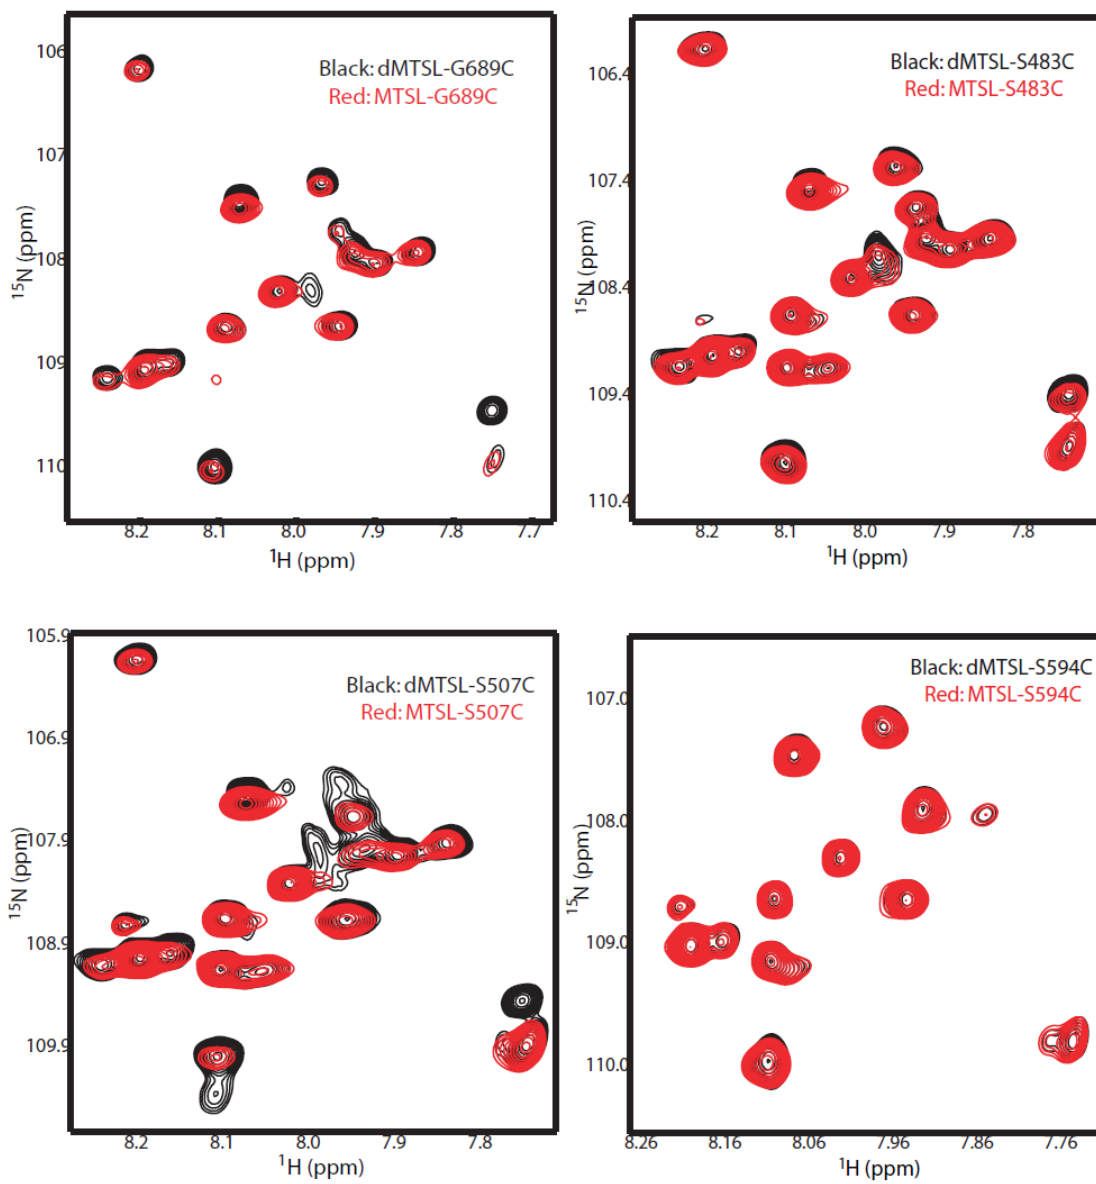 106
Black: dMTSL-G689C
Red: MTSL-G689C
107
108
109
110
15N (ppm)
8.2 8.1 8.0 7.9 7.8 7.7
1H (ppm)
106.4
Black: dMTSL-S483C
Red: MTSL-S483C
107.4
108.4
109.4
110.4
15N (ppm)
8.2 8.1 8.0 7.9 7.8
1H (ppm)
105.9
Black: dMTSL-S507C
Red: MTSL-S507C
106.9
107.9
108.9
109.9
15N (ppm)
8.2 8.1 8.0 7.9 7.8
1H (ppm)
Black: dMTSL-S594C
Red: MTSL-S594C
107.0
108.0
109.0
110.0
15N (ppm)
8.26 8.16 8.06 7.96 7.86 7.76
1H (ppm)